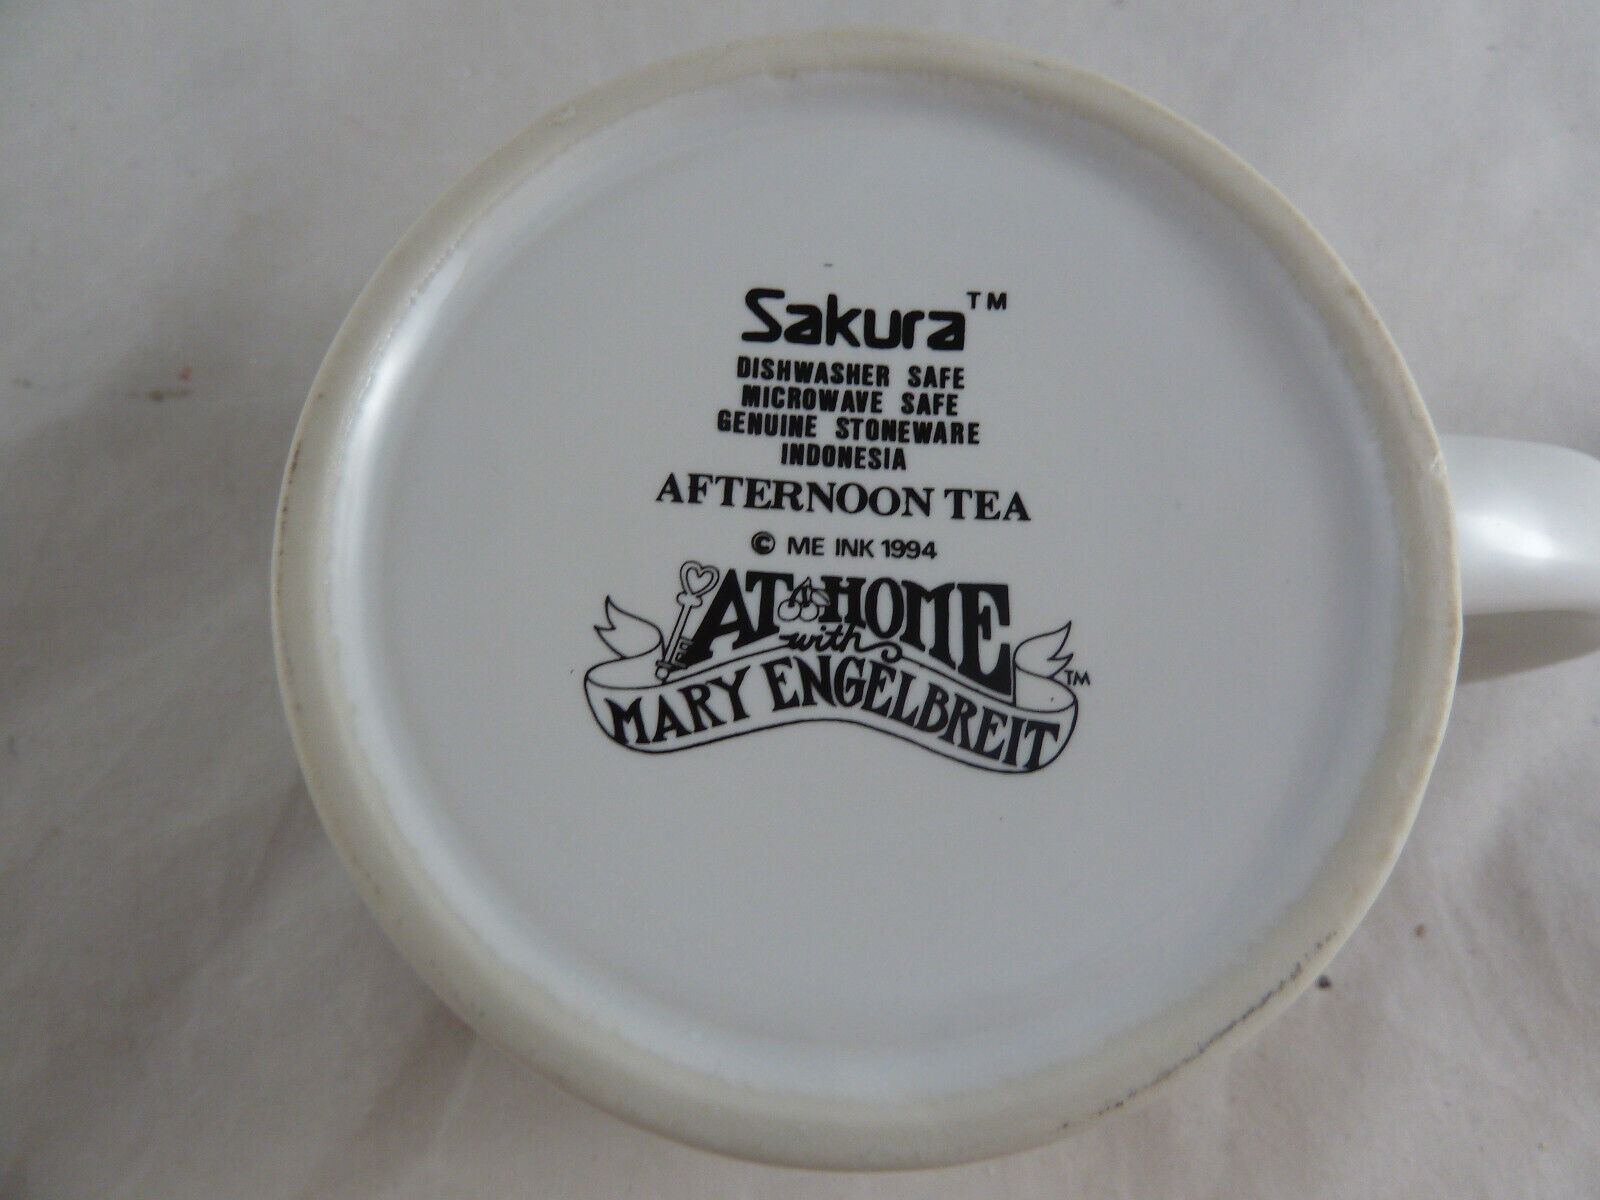 Sakura™
DISHWASHER SAFE
MICROWAVE SAFE
GENUINE STONEWARE
INDONESIA
AFTERNOON TEA
© ME INK 1994
AT HOME
with
MARY ENGELBREIT™